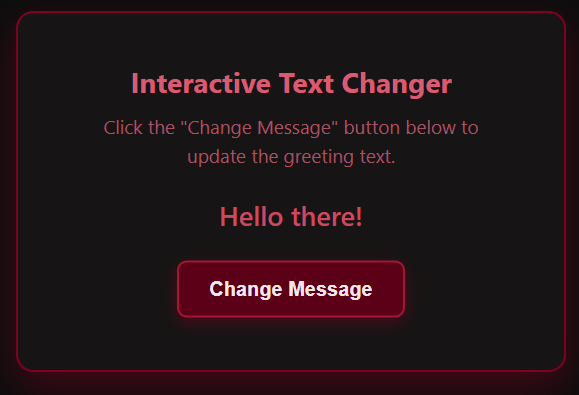 Interactive Text Changer
Click the "Change Message" button below to
update the greeting text.
Hello there!
Change Message